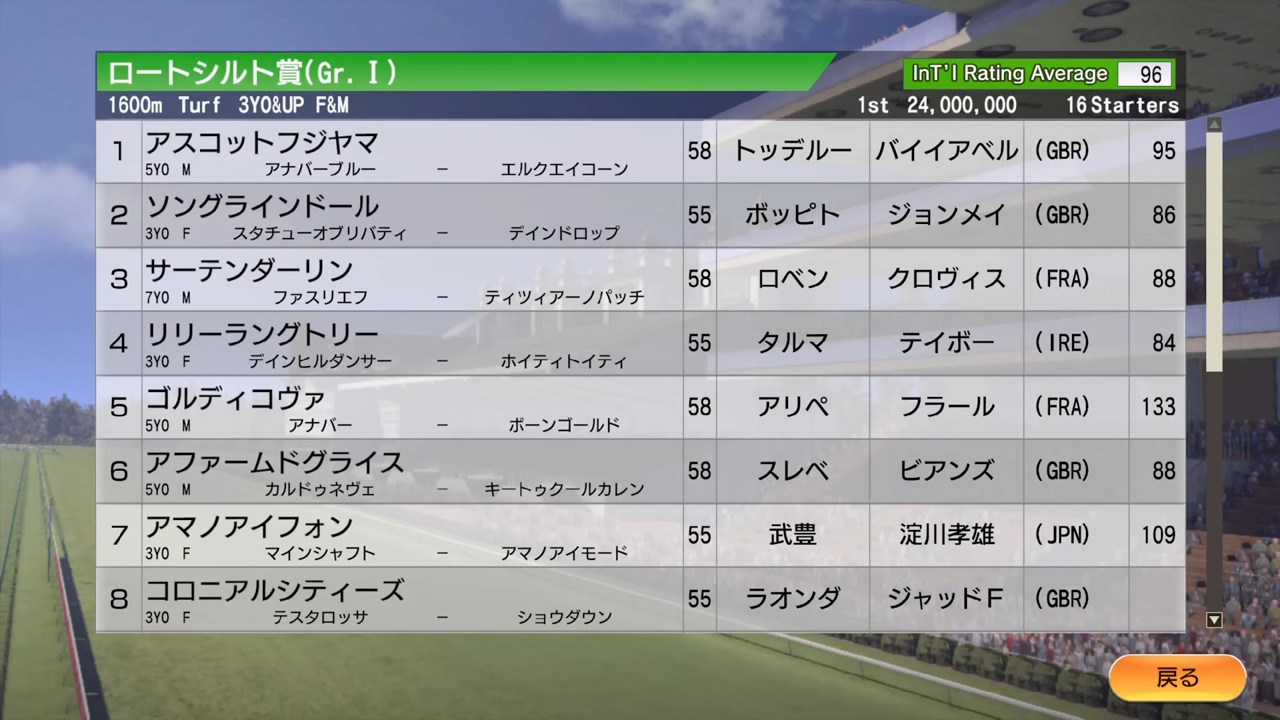 ロートシルト賞(Gr.Ⅰ)
InT'l Rating Average 96
1600m Turf 3YO&UP F&M 1st 24,000,000 16Starters
1 アスコットフジヤマ 58 トッデルー バイイアベル (GBR) 95
5YO M アナバーブルー － エルクエイコーン
2 ソングラインドール 55 ボッピト ジョンメイ (GBR) 86
3YO F スタチューオブリバティ － デインドロップ
3 サーテンダーリン 58 ロベン クロヴィス (FRA) 88
7YO M ファスリエフ － ティツィアーノパッチ
4 リリーラングトリー 55 タルマ テイボー (IRE) 84
3YO F デインヒルダンサー － ホイティトイティ
5 ゴルディコヴァ 58 アリペ フラール (FRA) 133
5YO M アナバー － ボーンゴールド
6 アファームドグライス 58 スレベ ビアンズ (GBR) 88
5YO M カルドゥネヴェ － キートゥクールカレン
7 アマノアイフォン 55 武豊 淀川孝雄 (JPN) 109
3YO F マインシャフト － アマノアイモード
8 コロニアルシティーズ 55 ラオンダ ジャッドF (GBR)
3YO F テスタロッサ － ショウダウン
戻る